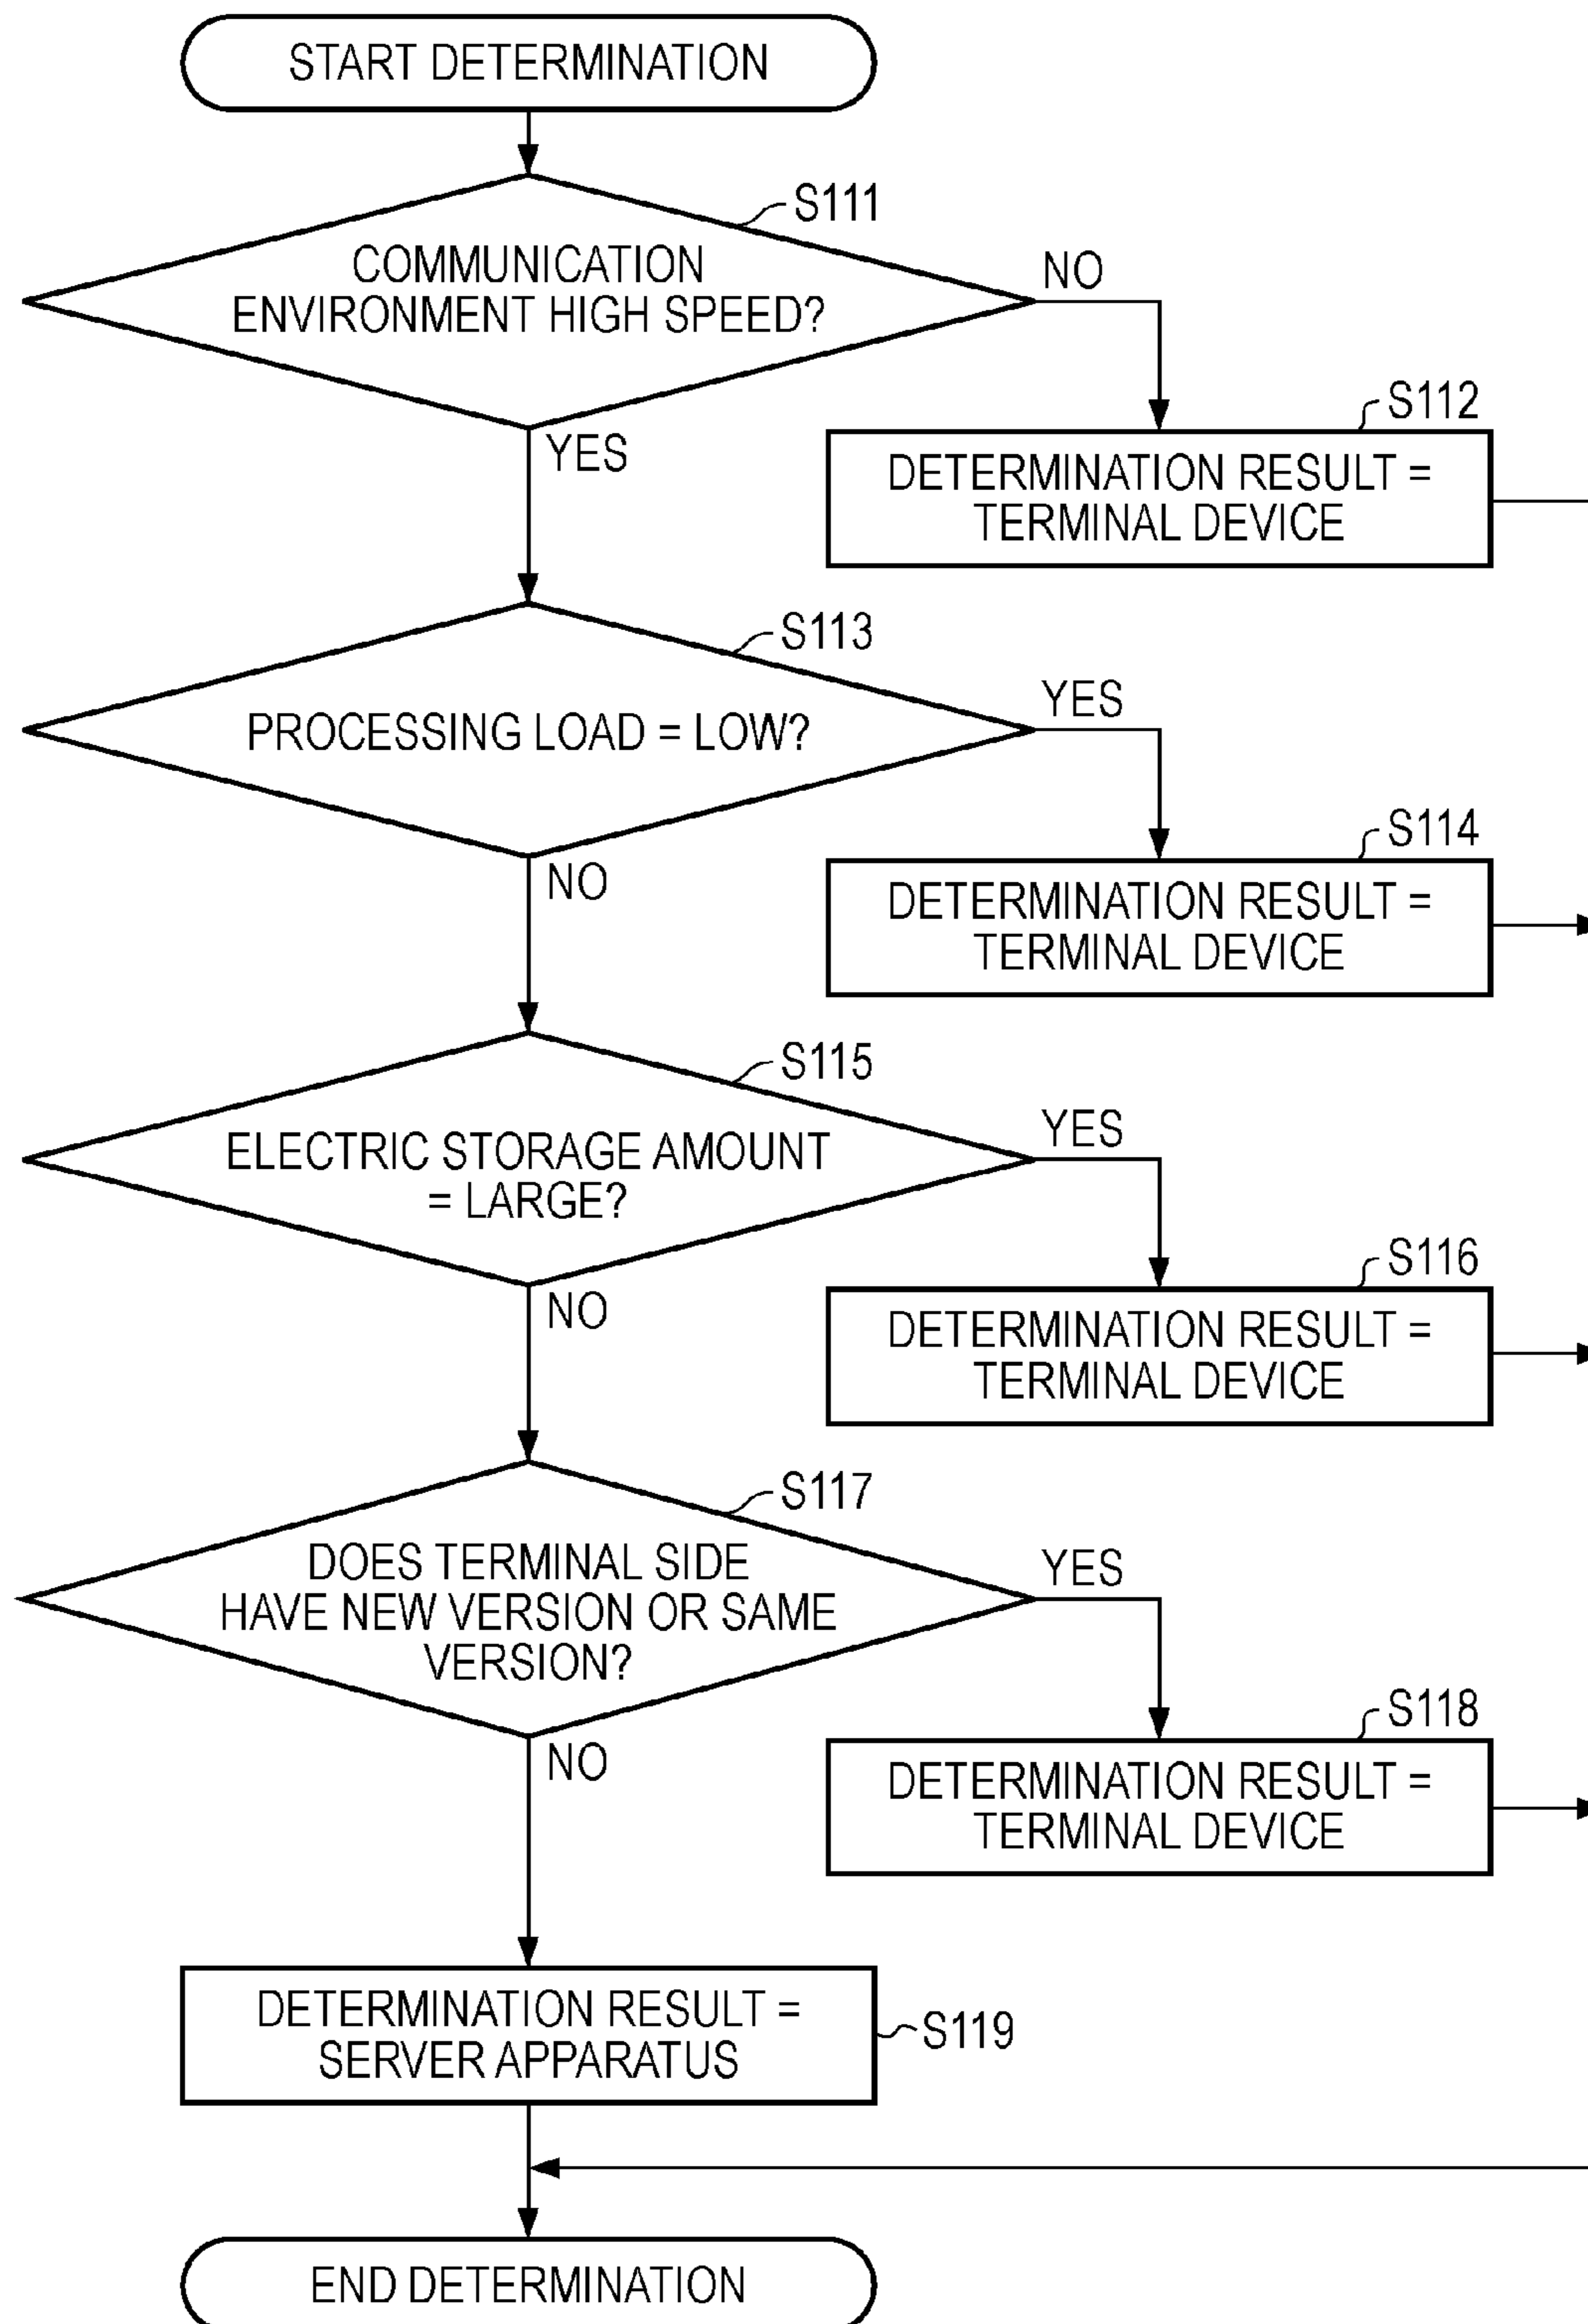 START DETERMINATION
S111
COMMUNICATION
ENVIRONMENT HIGH SPEED?
NO
YES
S112
DETERMINATION RESULT =
TERMINAL DEVICE
S113
PROCESSING LOAD = LOW?
YES
NO
S114
DETERMINATION RESULT =
TERMINAL DEVICE
S115
ELECTRIC STORAGE AMOUNT
= LARGE?
YES
NO
S116
DETERMINATION RESULT =
TERMINAL DEVICE
S117
DOES TERMINAL SIDE
HAVE NEW VERSION OR SAME
VERSION?
YES
NO
S118
DETERMINATION RESULT =
TERMINAL DEVICE
DETERMINATION RESULT =
SERVER APPARATUS
S119
END DETERMINATION